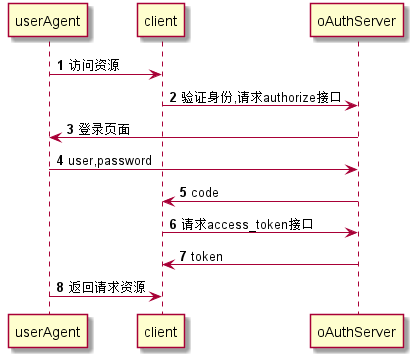 userAgent client oAuthServer
1 访问资源
2 验证身份,请求authorize接口
3 登录页面
4 user,password
5 code
6 请求access_token接口
7 token
8 返回请求资源
userAgent client oAuthServer